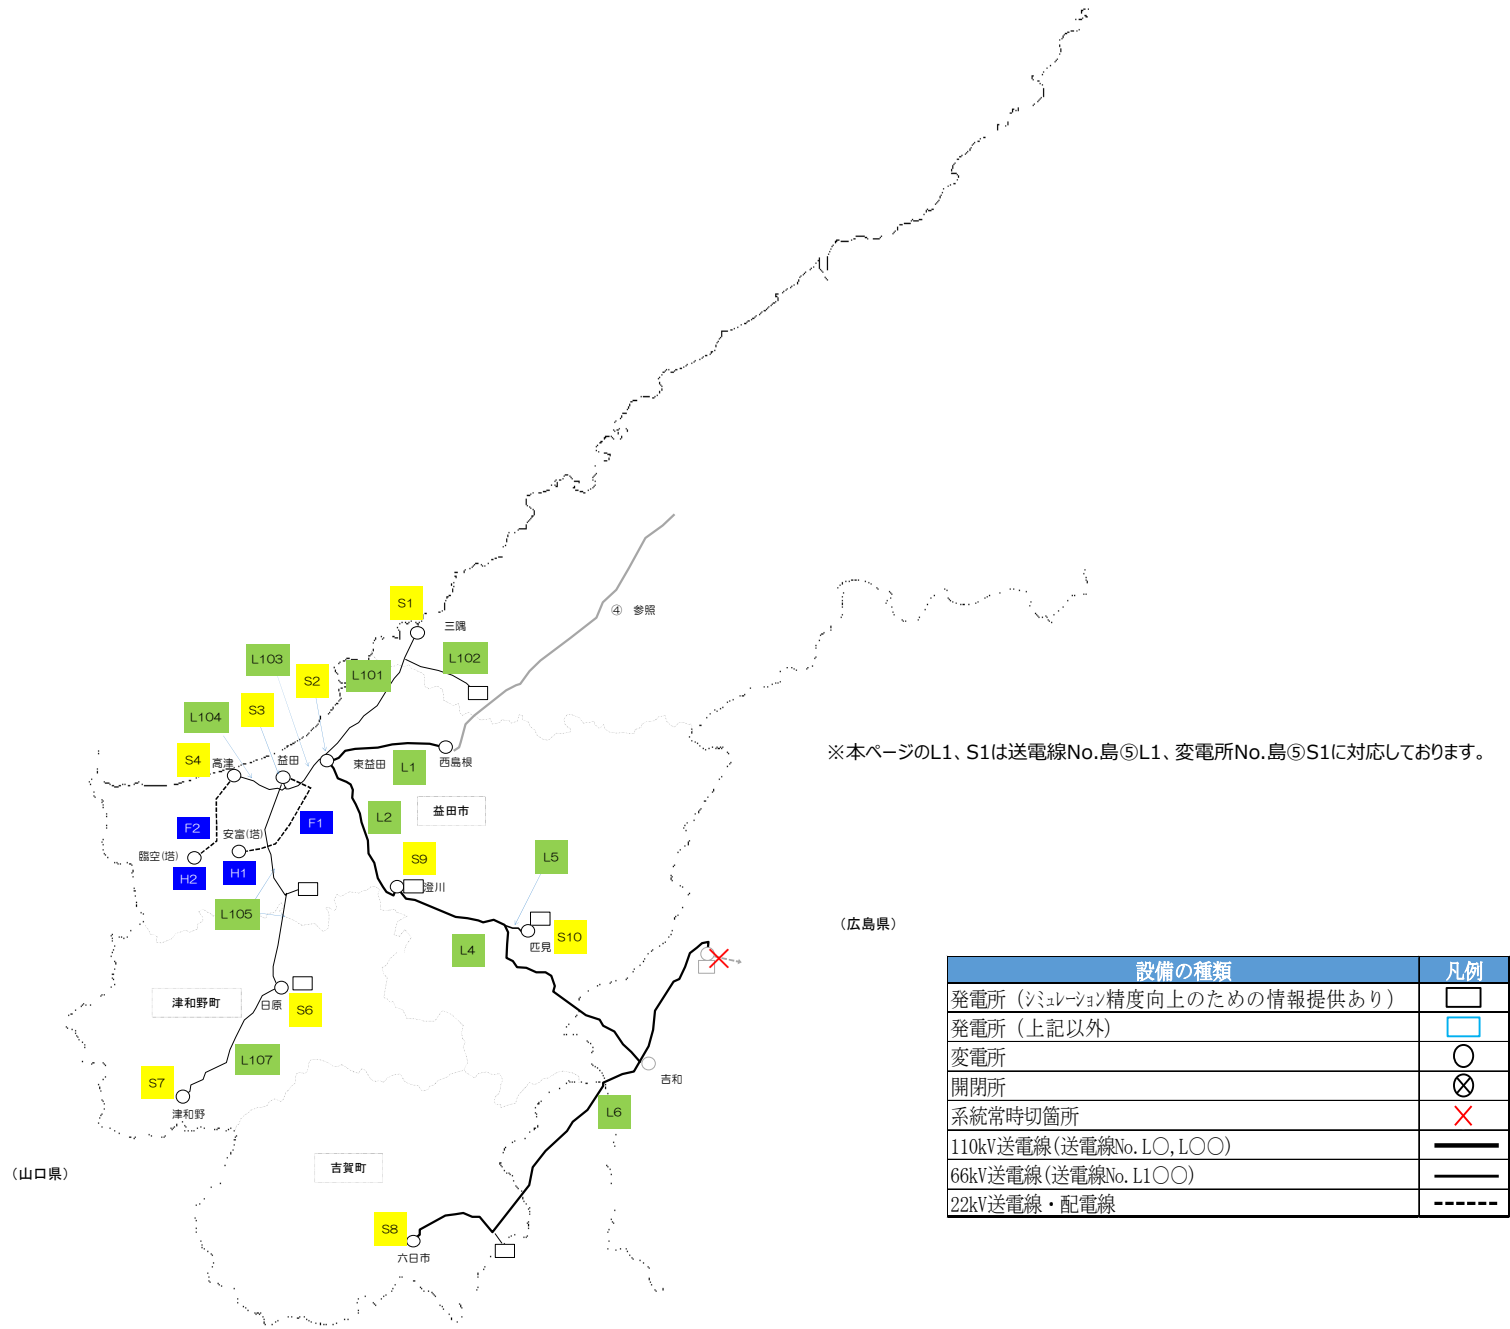 S1
三隅
④　参照
L103
L102
S2
L101
S3
L104
S4
高津
益田
東益田
L1
西島根
※本ページのL1、S1は送電線No.島⑤L1、変電所No.島⑤S1に対応しております。
益田市
L2
F2
F1
安富(塔)
臨空(塔)
H2
H1
S9
澄川
L5
L105
L4
匹見
S10
（広島県）
津和野町
日原
S6
L107
S7
津和野
吉和
L6
吉賀町
（山口県）
S8
六日市
設備の種類 凡例
発電所（シミュレーション精度向上のための情報提供あり）
発電所（上記以外）
変電所
開閉所
系統常時切箇所
110kV送電線(送電線No.L○,L○○)
66kV送電線(送電線No.L1○○)
22kV送電線・配電線